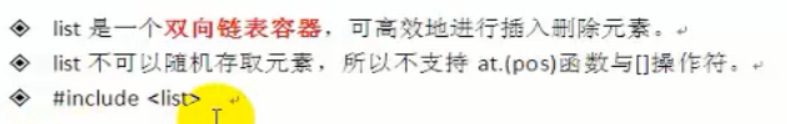 ◈ list 是一个双向链表容器，可高效地进行插入删除元素。
◈ list 不可以随机存取元素，所以不支持 at.(pos)函数与[]操作符。
◈ #include <list>